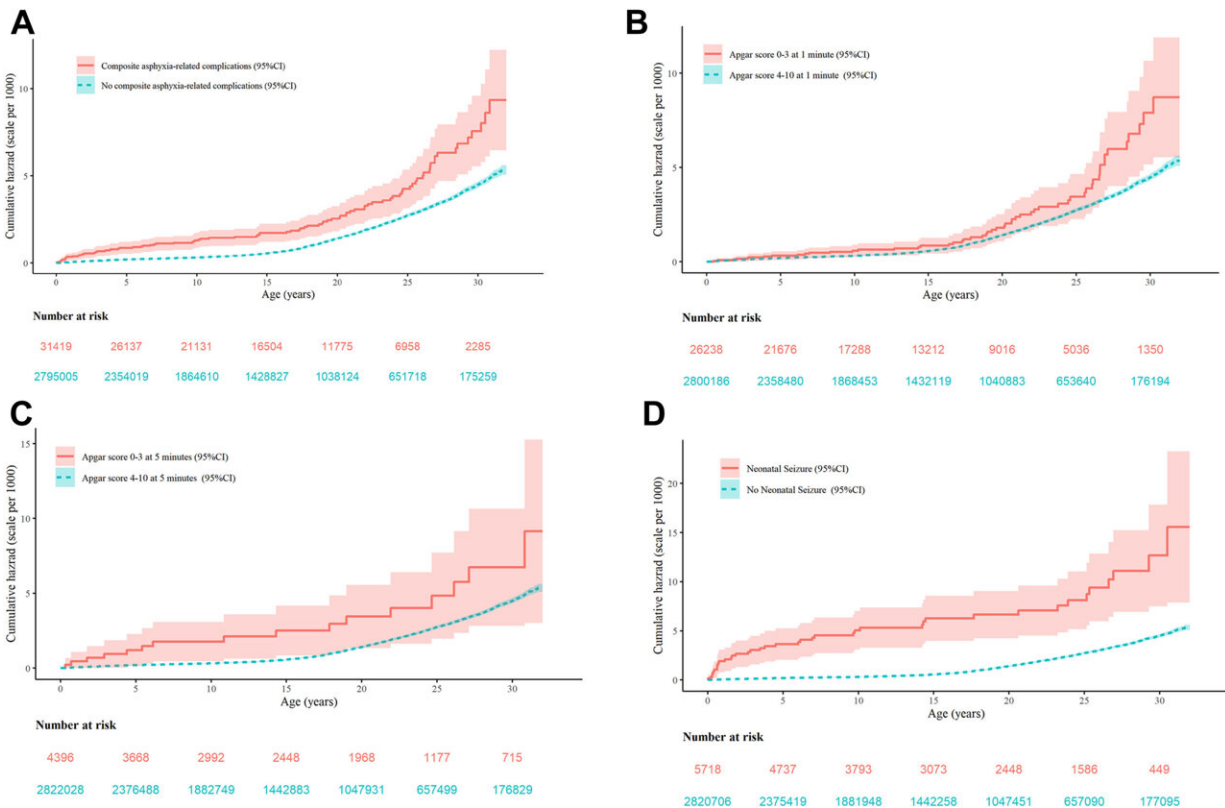 A
Cumulative hazrad (scale per 1000)
10
5
0
Composite asphyxia-related complications (95%CI)
No composite asphyxia-related complications (95%CI)
0 5 10 15 20 25 30
Age (years)
Number at risk
31419 26137 21131 16504 11775 6958 2285
2795005 2354019 1864610 1428827 1038124 651718 175259
B
Cumulative hazrad (scale per 1000)
10
5
0
Apgar score 0-3 at 1 minute (95%CI)
Apgar score 4-10 at 1 minute (95%CI)
0 5 10 15 20 25 30
Age (years)
Number at risk
26238 21676 17288 13212 9016 5036 1350
2800186 2358480 1868453 1432119 1040883 653640 176194
C
Cumulative hazrad (scale per 1000)
15
10
5
0
Apgar score 0-3 at 5 minutes (95%CI)
Apgar score 4-10 at 5 minutes (95%CI)
0 5 10 15 20 25 30
Age (years)
Number at risk
4396 3668 2992 2448 1968 1177 715
2822028 2376488 1882749 1442883 1047931 657499 176829
D
Cumulative hazrad (scale per 1000)
20
15
10
5
0
Neonatal Seizure (95%CI)
No Neonatal Seizure (95%CI)
0 5 10 15 20 25 30
Age (years)
Number at risk
5718 4737 3793 3073 2448 1586 449
2820706 2375419 1881948 1442258 1047451 657090 177095